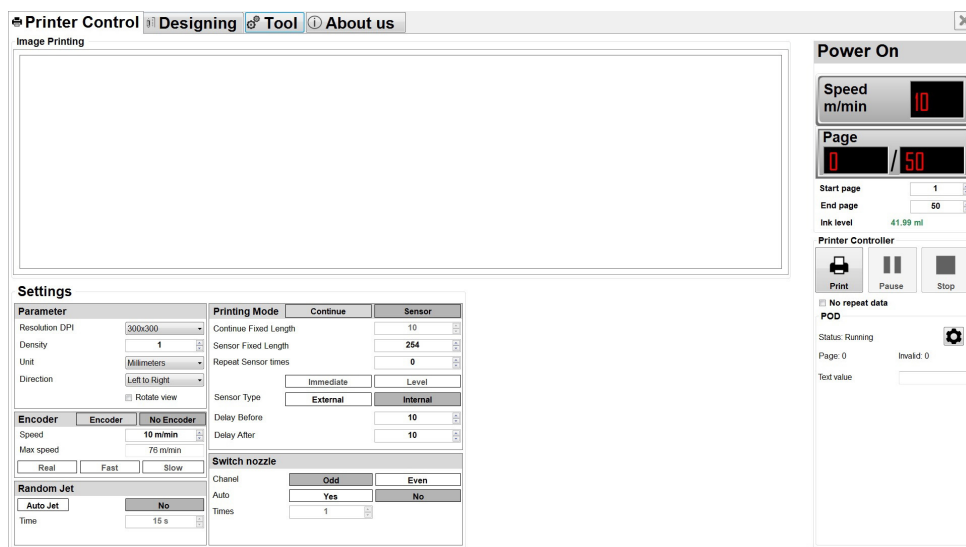 Printer Control Designing Tool About us
Image Printing
Power On
Speed
m/min
10
Page
0 / 50
Start page 1
End page 50
Ink level 41.99 ml
Printer Controller
Print Pause Stop
No repeat data
POD
Status: Running
Page: 0 Invalid: 0
Text value
Settings
Parameter
Resolution DPI 300x300
Density 1
Unit Millimeters
Direction Left to Right
Rotate view
Encoder Encoder No Encoder
Speed 10 m/min
Max speed 76 m/min
Real Fast Slow
Random Jet
Auto Jet No
Time 15 s
Printing Mode Continue Sensor
Continue Fixed Length 10
Sensor Fixed Length 254
Repeat Sensor times 0
Immediate Level
Sensor Type External Internal
Delay Before 10
Delay After 10
Switch nozzle
Chanel Odd Even
Auto Yes No
Times 1